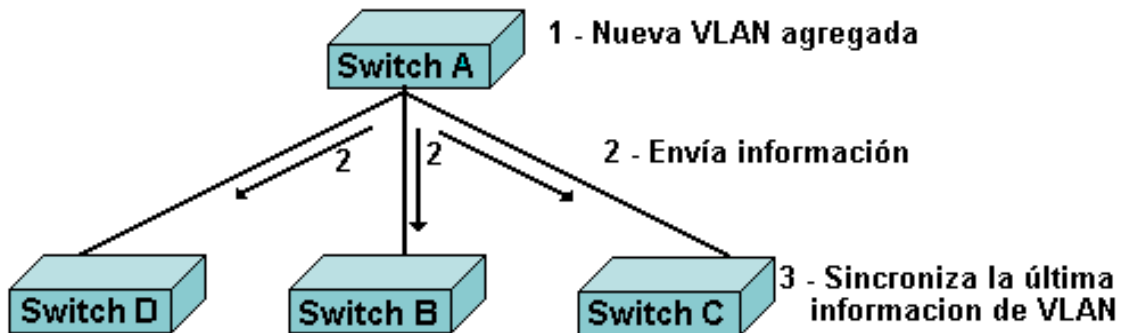 1 - Nueva VLAN agregada
Switch A
2 - Envía información
2
2
Switch D
Switch B
Switch C
3 - Sincroniza la última
informacion de VLAN